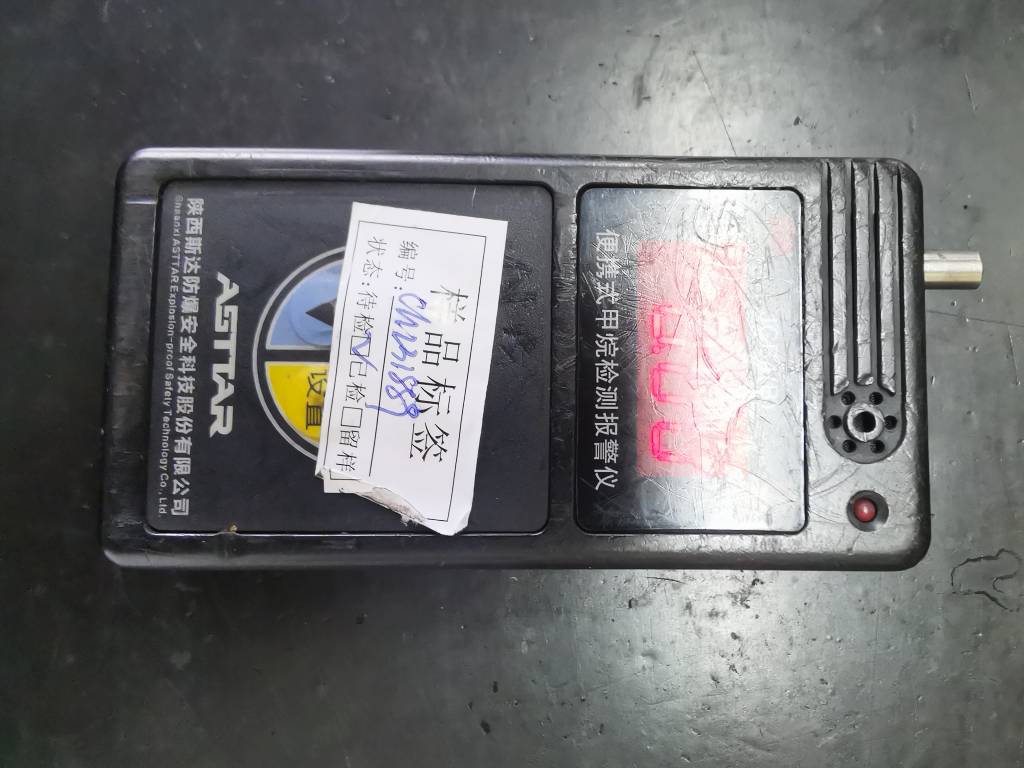 便携式甲烷检测报警仪
样品标签
编号:
状态:待检 已检 留样
设置
ASTTAR
陕西斯达防爆安全科技股份有限公司
Shaanxi ASTTAR Explosion-proof Safety Technology Co., Ltd.